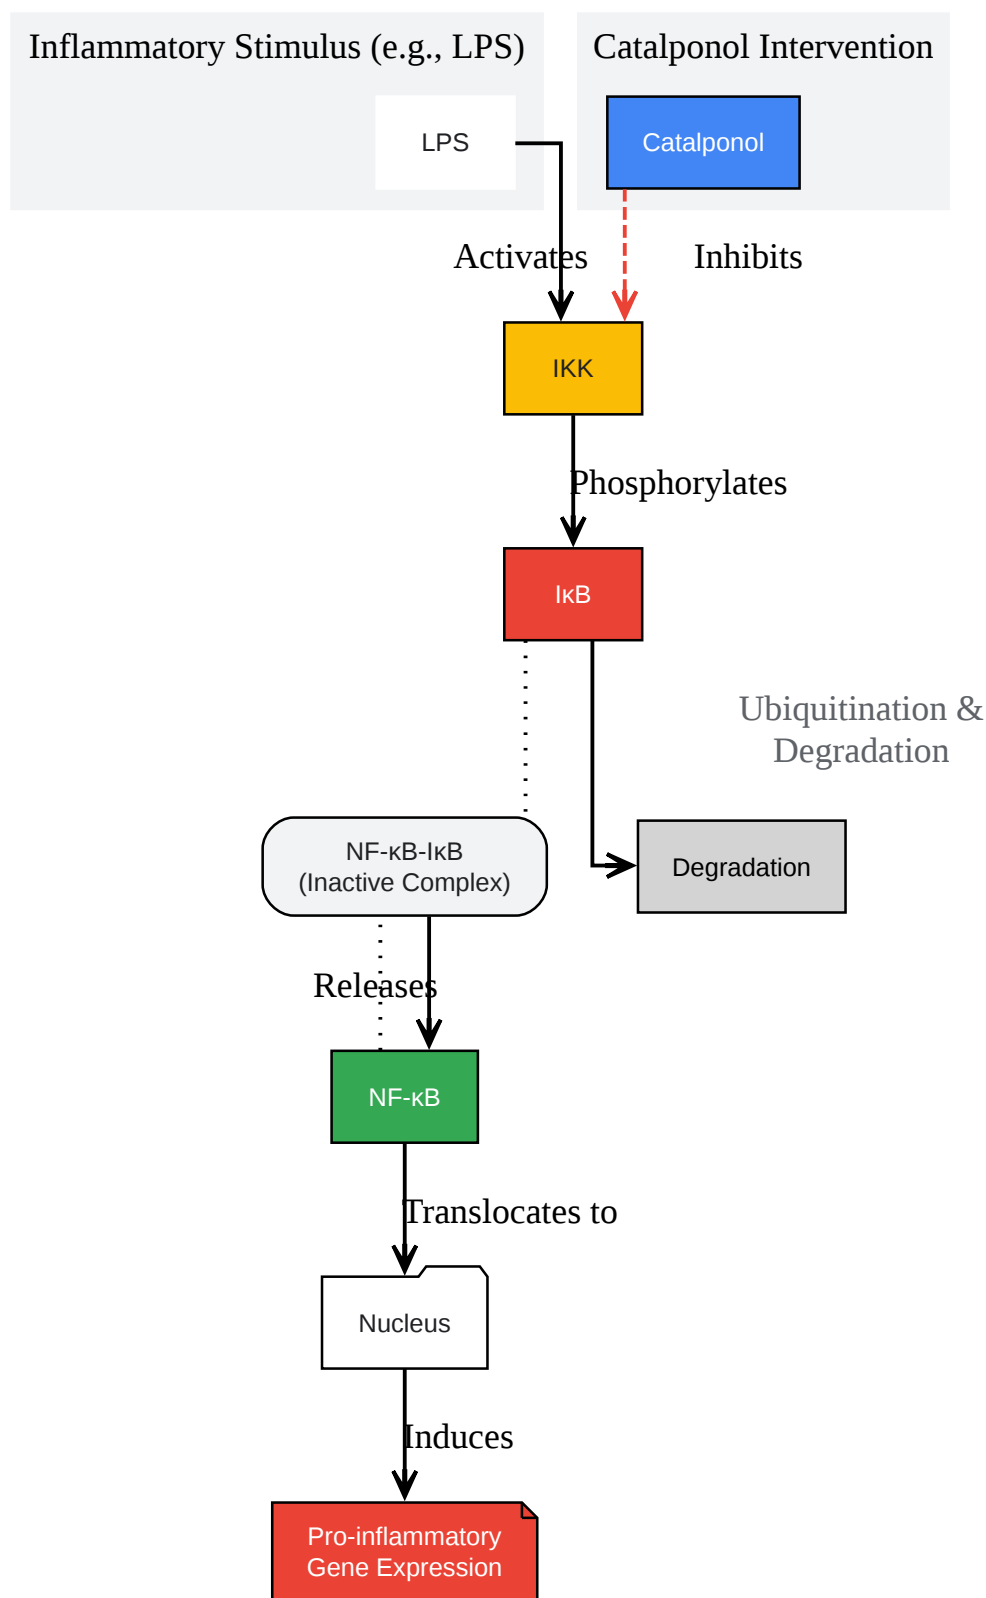 Inflammatory Stimulus (e.g., LPS)
Catalponol Intervention
LPS
Catalponol
Activates
Inhibits
IKK
Phosphorylates
IκB
Ubiquitination &
Degradation
NF-κB-IκB
(Inactive Complex)
Degradation
Releases
NF-κB
Translocates to
Nucleus
Induces
Pro-inflammatory
Gene Expression